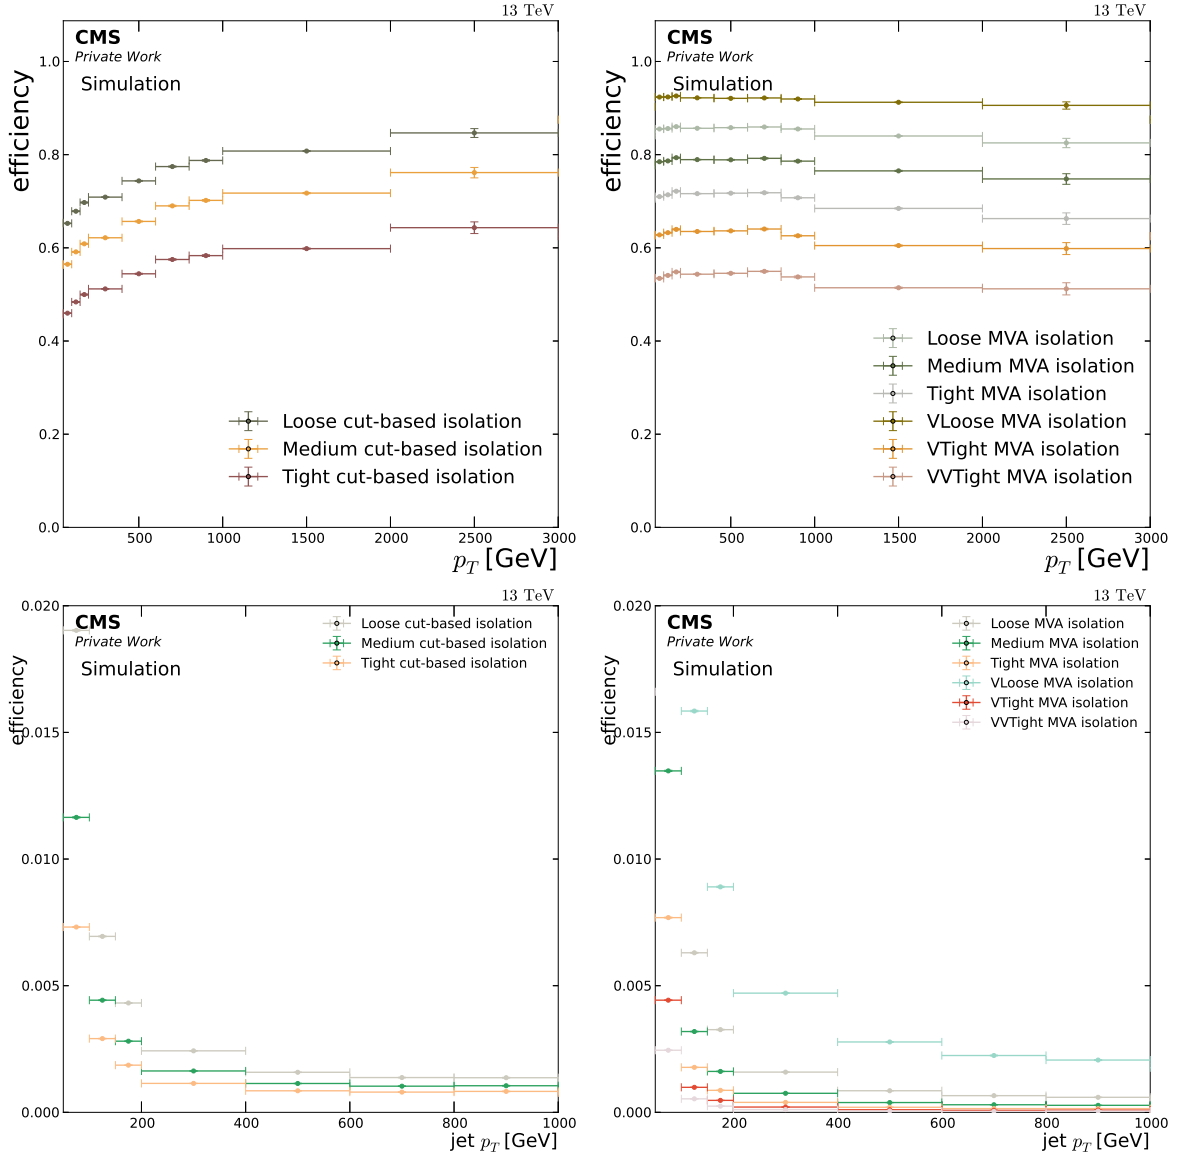 13 TeV
CMS
Private Work
Simulation
efficiency
1.0
0.8
0.6
0.4
0.2
0.0
Loose cut-based isolation
Medium cut-based isolation
Tight cut-based isolation
500 1000 1500 2000 2500 3000
p_T [GeV]
13 TeV
CMS
Private Work
Simulation
efficiency
1.0
0.8
0.6
0.4
0.2
0.0
Loose MVA isolation
Medium MVA isolation
Tight MVA isolation
VLoose MVA isolation
VTight MVA isolation
VVTight MVA isolation
500 1000 1500 2000 2500 3000
p_T [GeV]
13 TeV
CMS
Private Work
Simulation
efficiency
0.020
0.015
0.010
0.005
0.000
Loose cut-based isolation
Medium cut-based isolation
Tight cut-based isolation
200 400 600 800 1000
jet p_T [GeV]
13 TeV
CMS
Private Work
Simulation
efficiency
0.020
0.015
0.010
0.005
0.000
Loose MVA isolation
Medium MVA isolation
Tight MVA isolation
VLoose MVA isolation
VTight MVA isolation
VVTight MVA isolation
200 400 600 800 1000
jet p_T [GeV]